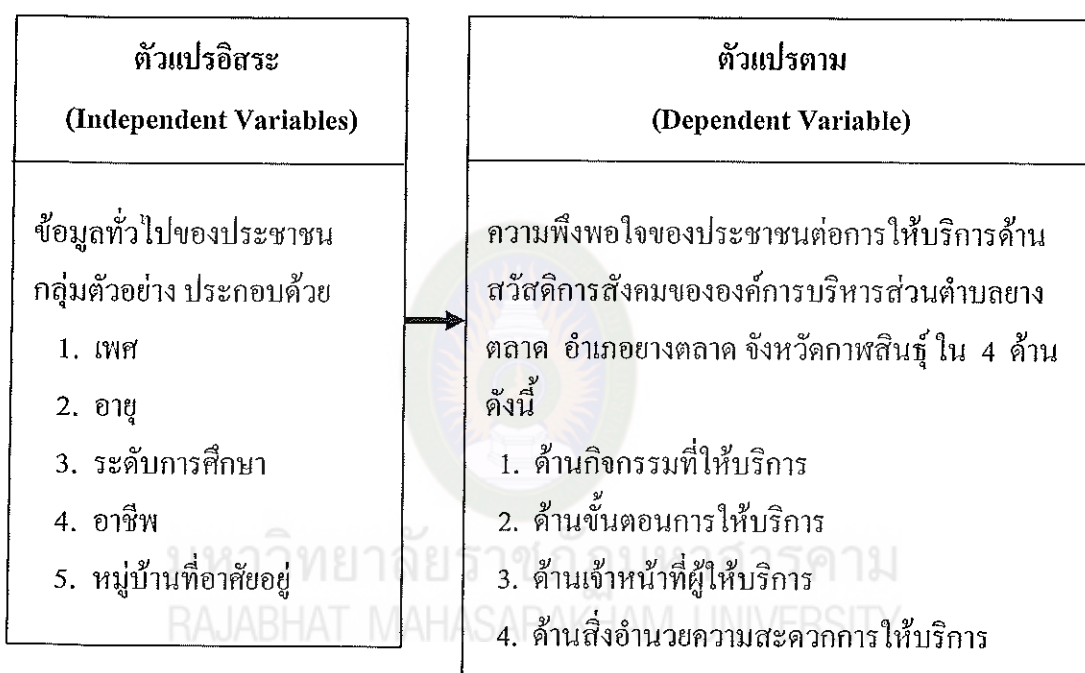 ตัวแปรอิสระ
(Independent Variables)
ข้อมูลทั่วไปของประชาชน
กลุ่มตัวอย่าง ประกอบด้วย
1. เพศ
2. อายุ
3. ระดับการศึกษา
4. อาชีพ
5. หมู่บ้านที่อาศัยอยู่
ตัวแปรตาม
(Dependent Variable)
ความพึงพอใจของประชาชนต่อการให้บริการด้าน
สวัสดิการสังคมขององค์การบริหารส่วนตำบลยาง
ตลาด อำเภอยางตลาด จังหวัดกาฬสินธุ์ ใน 4 ด้าน
ดังนี้
1. ด้านกิจกรรมที่ให้บริการ
2. ด้านขั้นตอนการให้บริการ
3. ด้านเจ้าหน้าที่ผู้ให้บริการ
4. ด้านสิ่งอำนวยความสะดวกการให้บริการ
มหาวิทยาลัยราชภัฏมหาสารคาม
RAJABHAT MAHASARAKHAM UNIVERSITY